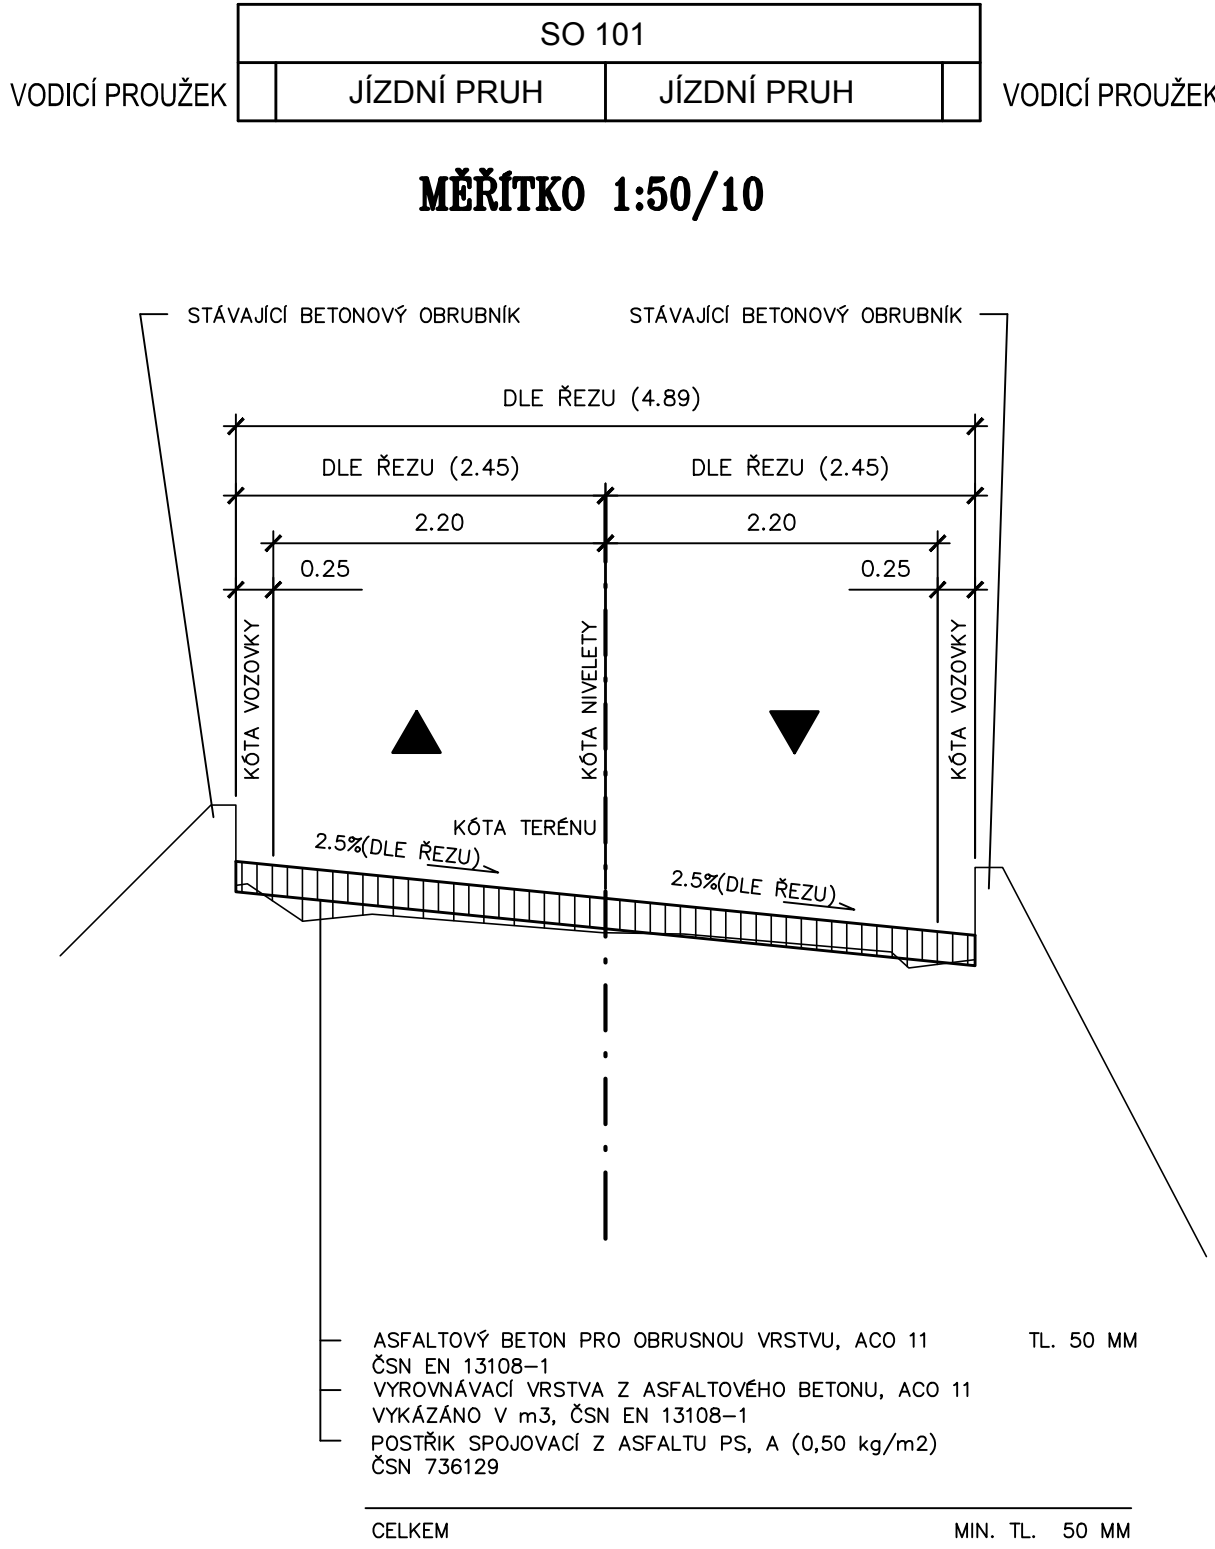 SO 101
VODICÍ PROUŽEK
JÍZDNÍ PRUH
JÍZDNÍ PRUH
VODICÍ PROUŽEK
MĚŘÍTKO 1:50/10
STÁVAJÍCÍ BETONOVÝ OBRUBNÍK
STÁVAJÍCÍ BETONOVÝ OBRUBNÍK
DLE ŘEZU (4.89)
DLE ŘEZU (2.45)
DLE ŘEZU (2.45)
2.20
2.20
0.25
0.25
KÓTA VOZOVKY
KÓTA NIVELETY
KÓTA VOZOVKY
KÓTA TERÉNU
2.5%(DLE ŘEZU)
2.5%(DLE ŘEZU)
ASFALTOVÝ BETON PRO OBRUSNOU VRSTVU, ACO 11 TL. 50 MM
ČSN EN 13108-1
VYROVNÁVACÍ VRSTVA Z ASFALTOVÉHO BETONU, ACO 11
VYKÁZÁNO V m3, ČSN EN 13108-1
POSTŘIK SPOJOVACÍ Z ASFALTU PS, A (0,50 kg/m2)
ČSN 736129
CELKEM MIN. TL. 50 MM